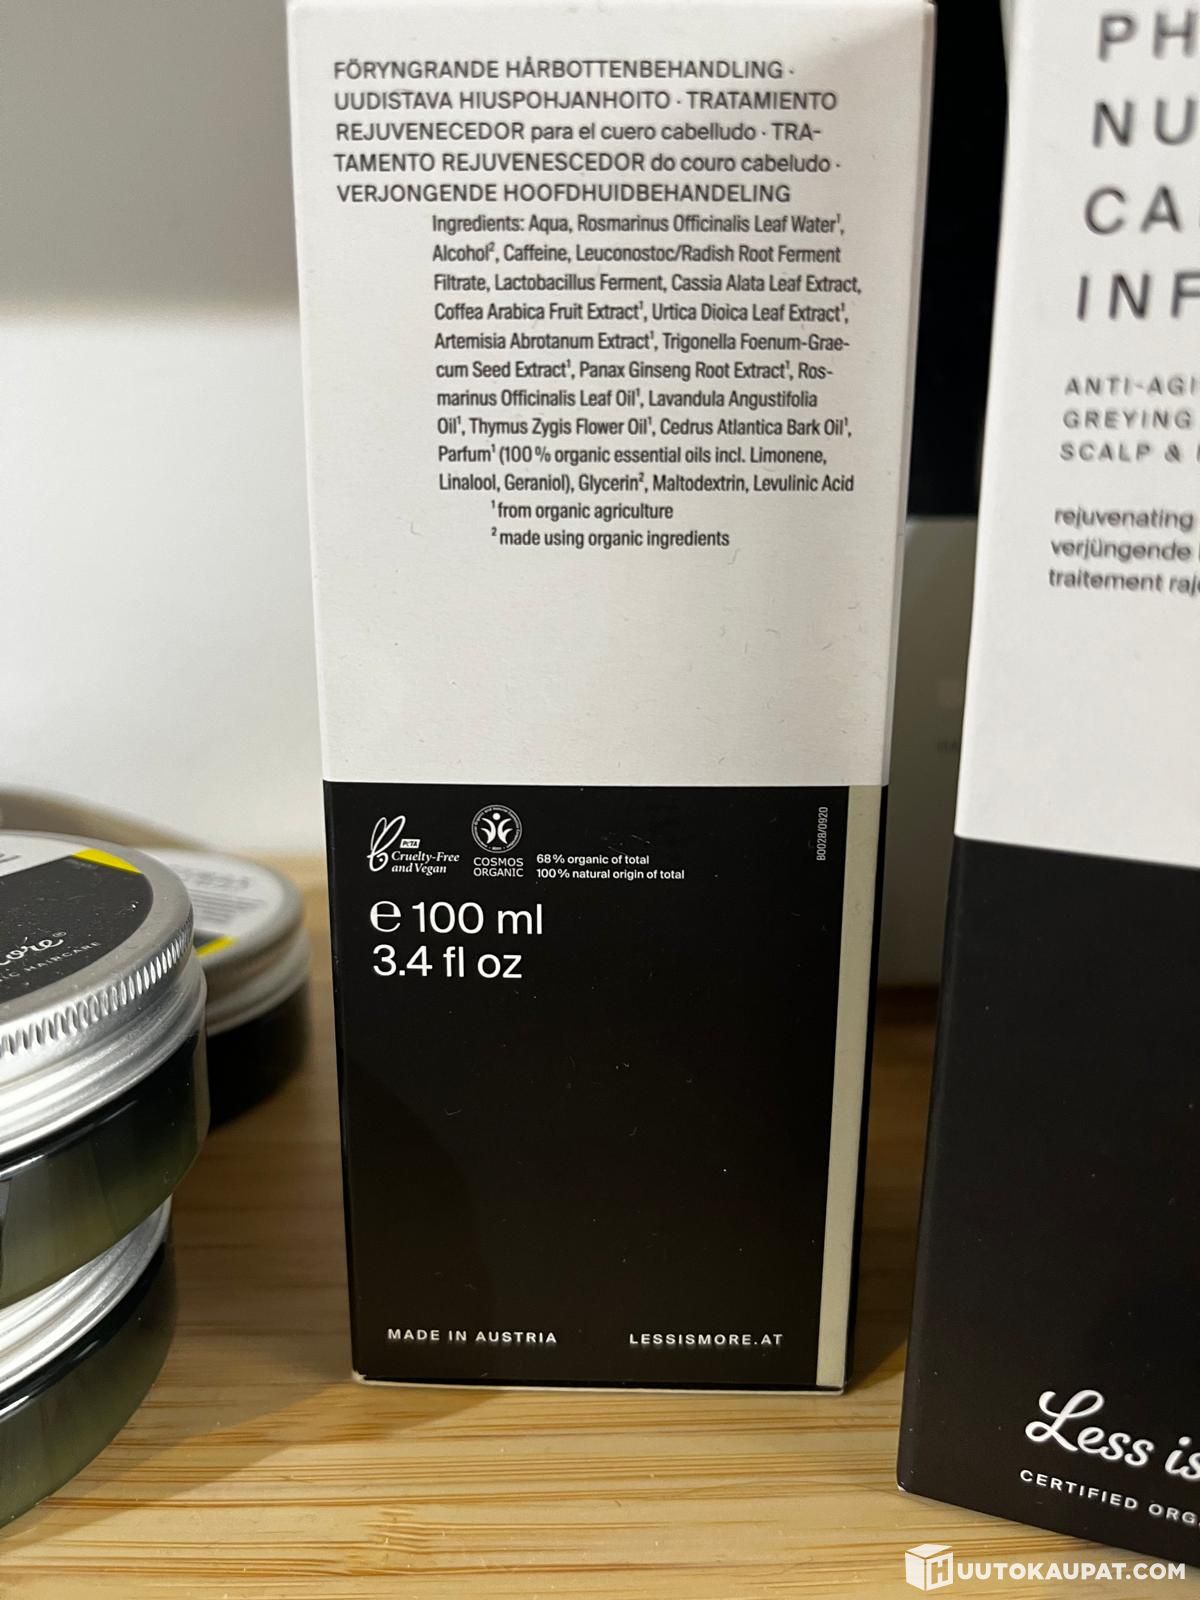 FÖRYNGRANDE HÅRBOTTENBEHANDLING ·
UUDISTAVA HIUSPOHJANHOITO · TRATAMIENTO
REJUVENECEDOR para el cuero cabelludo · TRA-
TAMENTO REJUVENESCEDOR do couro cabeludo ·
VERJONGENDE HOOFDHUIDBEHANDELING
Ingredients: Aqua, Rosmarinus Officinalis Leaf Water¹,
Alcohol², Caffeine, Leuconostoc/Radish Root Ferment
Filtrate, Lactobacillus Ferment, Cassia Alata Leaf Extract,
Coffea Arabica Fruit Extract¹, Urtica Dioica Leaf Extract¹,
Artemisia Abrotanum Extract¹, Trigonella Foenum-Grae-
cum Seed Extract¹, Panax Ginseng Root Extract¹, Ros-
marinus Officinalis Leaf Oil¹, Lavandula Angustifolia
Oil¹, Thymus Zygis Flower Oil¹, Cedrus Atlantica Bark Oil¹,
Parfum¹ (100 % organic essential oils incl. Limonene,
Linalool, Geraniol), Glycerin², Maltodextrin, Levulinic Acid
¹ from organic agriculture
² made using organic ingredients
PETA
Cruelty-Free
and Vegan
COSMOS
ORGANIC
68 % organic of total
100 % natural origin of total
B0028/0920
e 100 ml
3.4 fl oz
MADE IN AUSTRIA
LESSISMORE.AT
PH
NU
CA
INF
ANTI-AGI
GREYING
SCALP &
rejuvenating
verjüngende
traitement raj
Less is
CERTIFIED ORG
HUUTOKAUPAT.COM